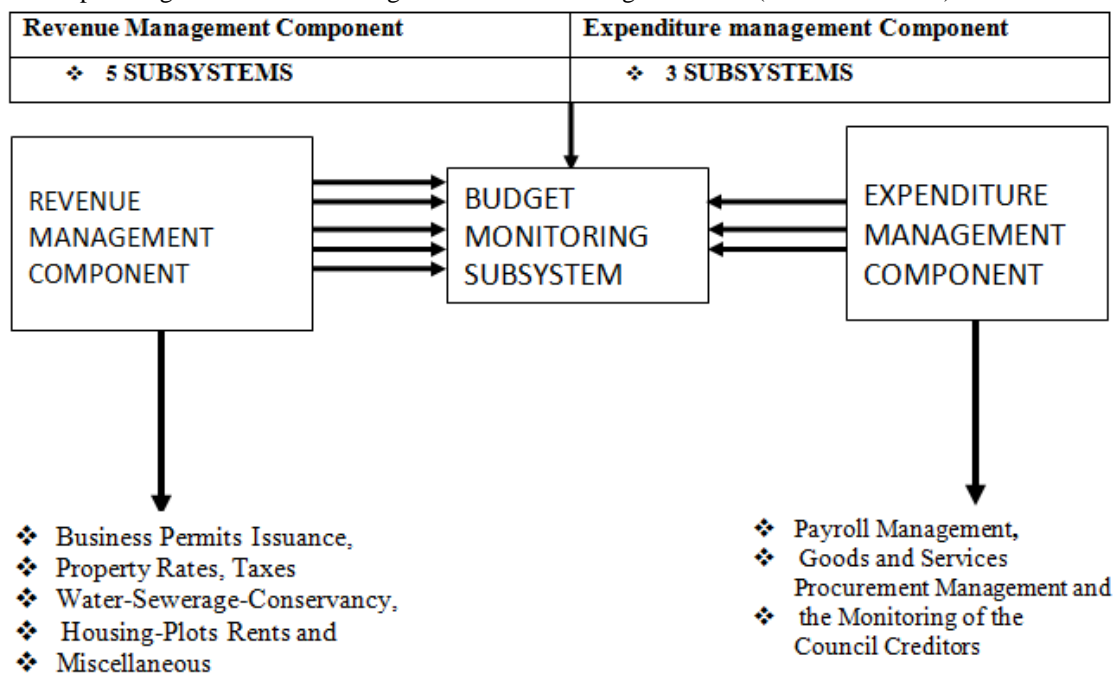 Revenue Management Component
Expenditure management Component
❖ 5 SUBSYSTEMS
❖ 3 SUBSYSTEMS
REVENUE
MANAGEMENT
COMPONENT
BUDGET
MONITORING
SUBSYSTEM
EXPENDITURE
MANAGEMENT
COMPONENT
❖ Business Permits Issuance,
❖ Property Rates, Taxes
❖ Water-Sewerage-Conservancy,
❖ Housing-Plots Rents and
❖ Miscellaneous
❖ Payroll Management,
❖ Goods and Services
Procurement Management and
❖ the Monitoring of the
Council Creditors